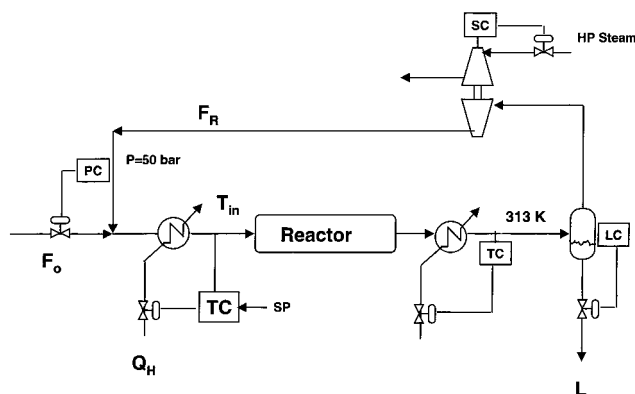 SC
HP Steam
F_R
PC
P=50 bar
T_in
313 K
Reactor
LC
F_o
TC
SP
TC
Q_H
L